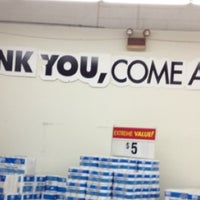 NK YOU, COME A
EXTREME VALUE!
$5